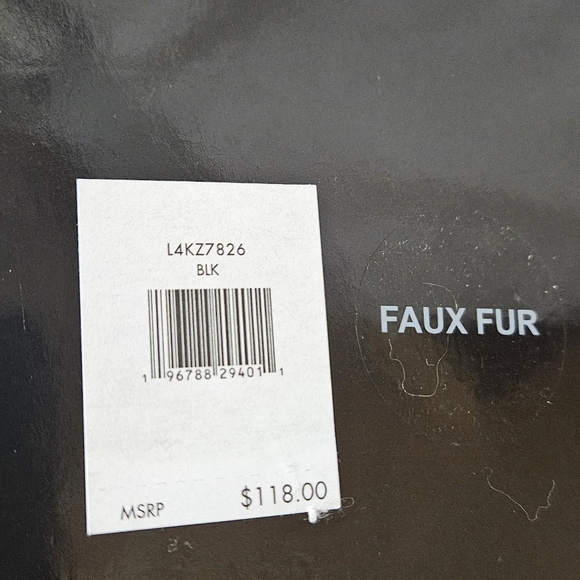 L4KZ7826
BLK
1 96788 29401 1
FAUX FUR
MSRP $118.00